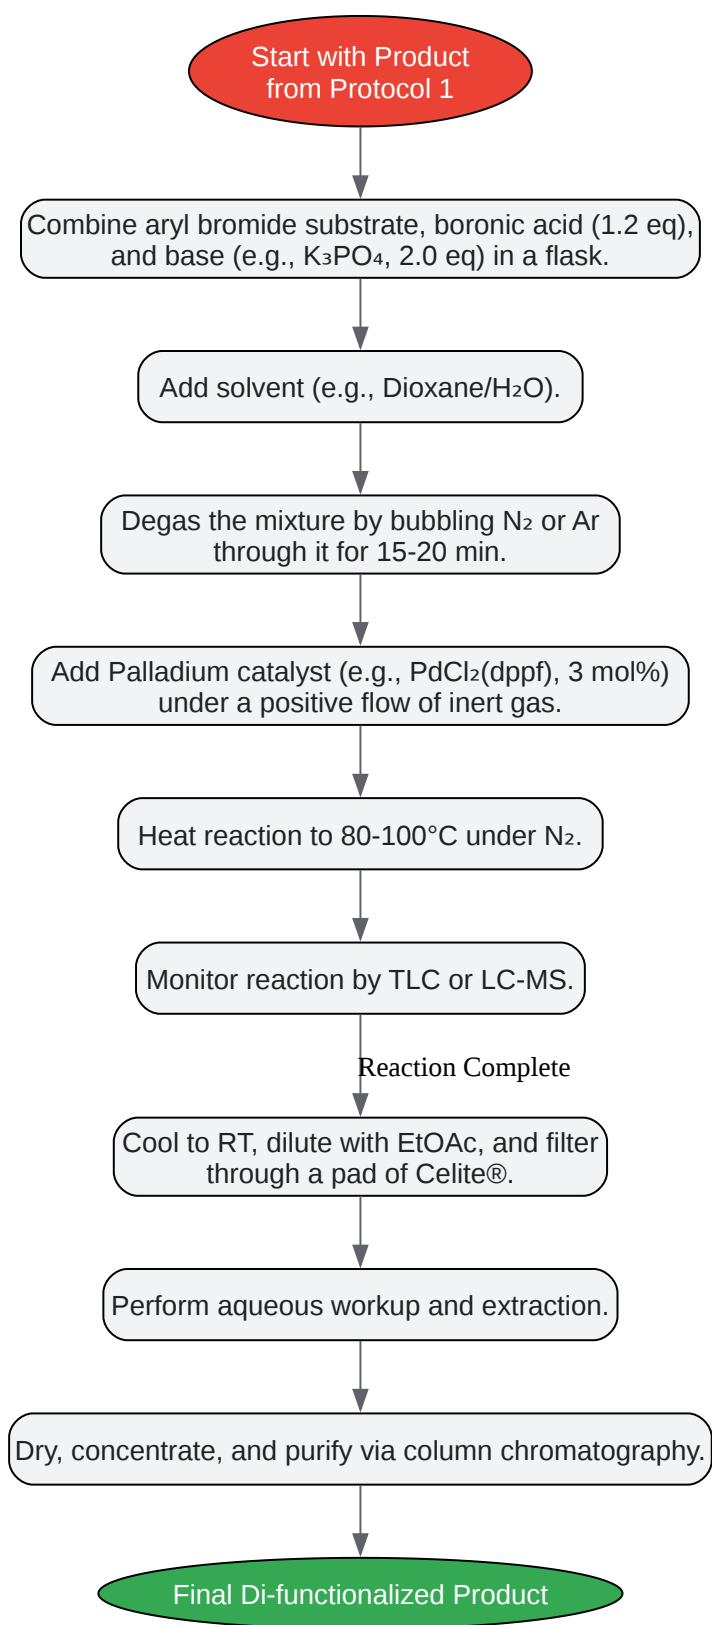 Start with Product
from Protocol 1
Combine aryl bromide substrate, boronic acid (1.2 eq),
and base (e.g., K₃PO₄, 2.0 eq) in a flask.
Add solvent (e.g., Dioxane/H₂O).
Degas the mixture by bubbling N₂ or Ar
through it for 15-20 min.
Add Palladium catalyst (e.g., PdCl₂(dppf), 3 mol%)
under a positive flow of inert gas.
Heat reaction to 80-100°C under N₂.
Monitor reaction by TLC or LC-MS.
Reaction Complete
Cool to RT, dilute with EtOAc, and filter
through a pad of Celite®.
Perform aqueous workup and extraction.
Dry, concentrate, and purify via column chromatography.
Final Di-functionalized Product